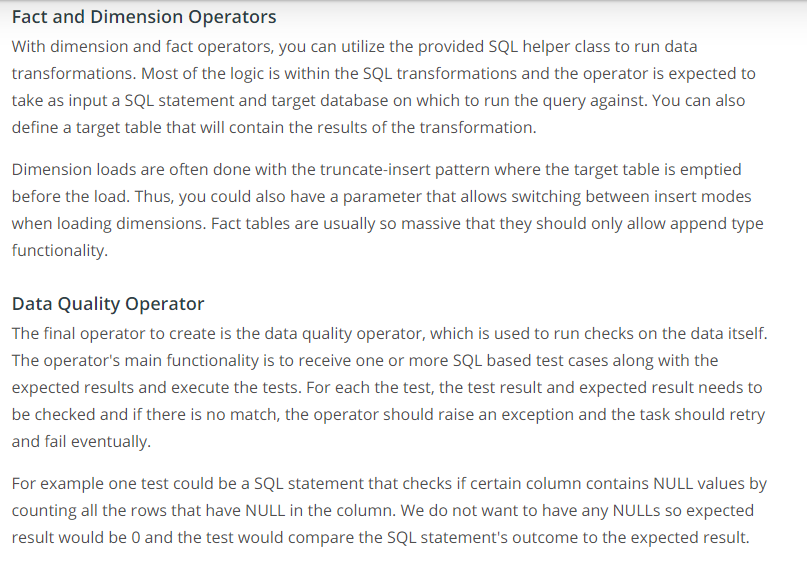 Fact and Dimension Operators
With dimension and fact operators, you can utilize the provided SQL helper class to run data
transformations. Most of the logic is within the SQL transformations and the operator is expected to
take as input a SQL statement and target database on which to run the query against. You can also
define a target table that will contain the results of the transformation.
Dimension loads are often done with the truncate-insert pattern where the target table is emptied
before the load. Thus, you could also have a parameter that allows switching between insert modes
when loading dimensions. Fact tables are usually so massive that they should only allow append type
functionality.
Data Quality Operator
The final operator to create is the data quality operator, which is used to run checks on the data itself.
The operator's main functionality is to receive one or more SQL based test cases along with the
expected results and execute the tests. For each the test, the test result and expected result needs to
be checked and if there is no match, the operator should raise an exception and the task should retry
and fail eventually.
For example one test could be a SQL statement that checks if certain column contains NULL values by
counting all the rows that have NULL in the column. We do not want to have any NULLs so expected
result would be 0 and the test would compare the SQL statement's outcome to the expected result.